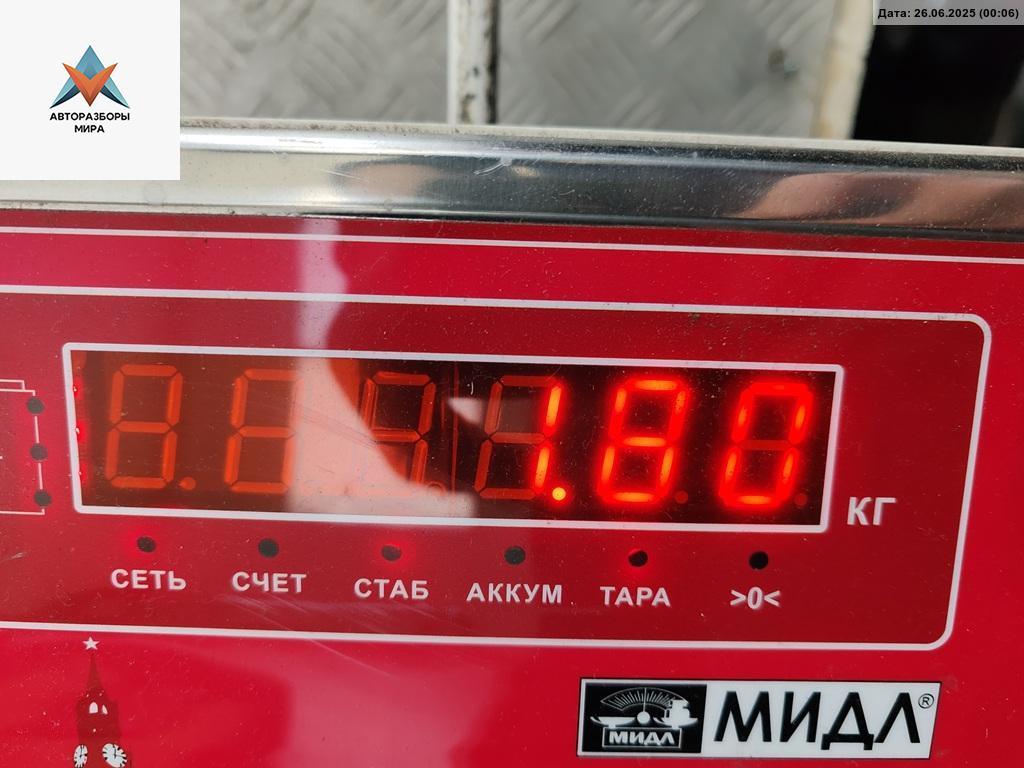 Дата: 26.06.2025 (00:06)
АВТОРАЗБОРЫ
МИРА
1.80
КГ
СЕТЬ СЧЕТ СТАБ АККУМ ТАРА >0<
МИДЛ МИДЛ®